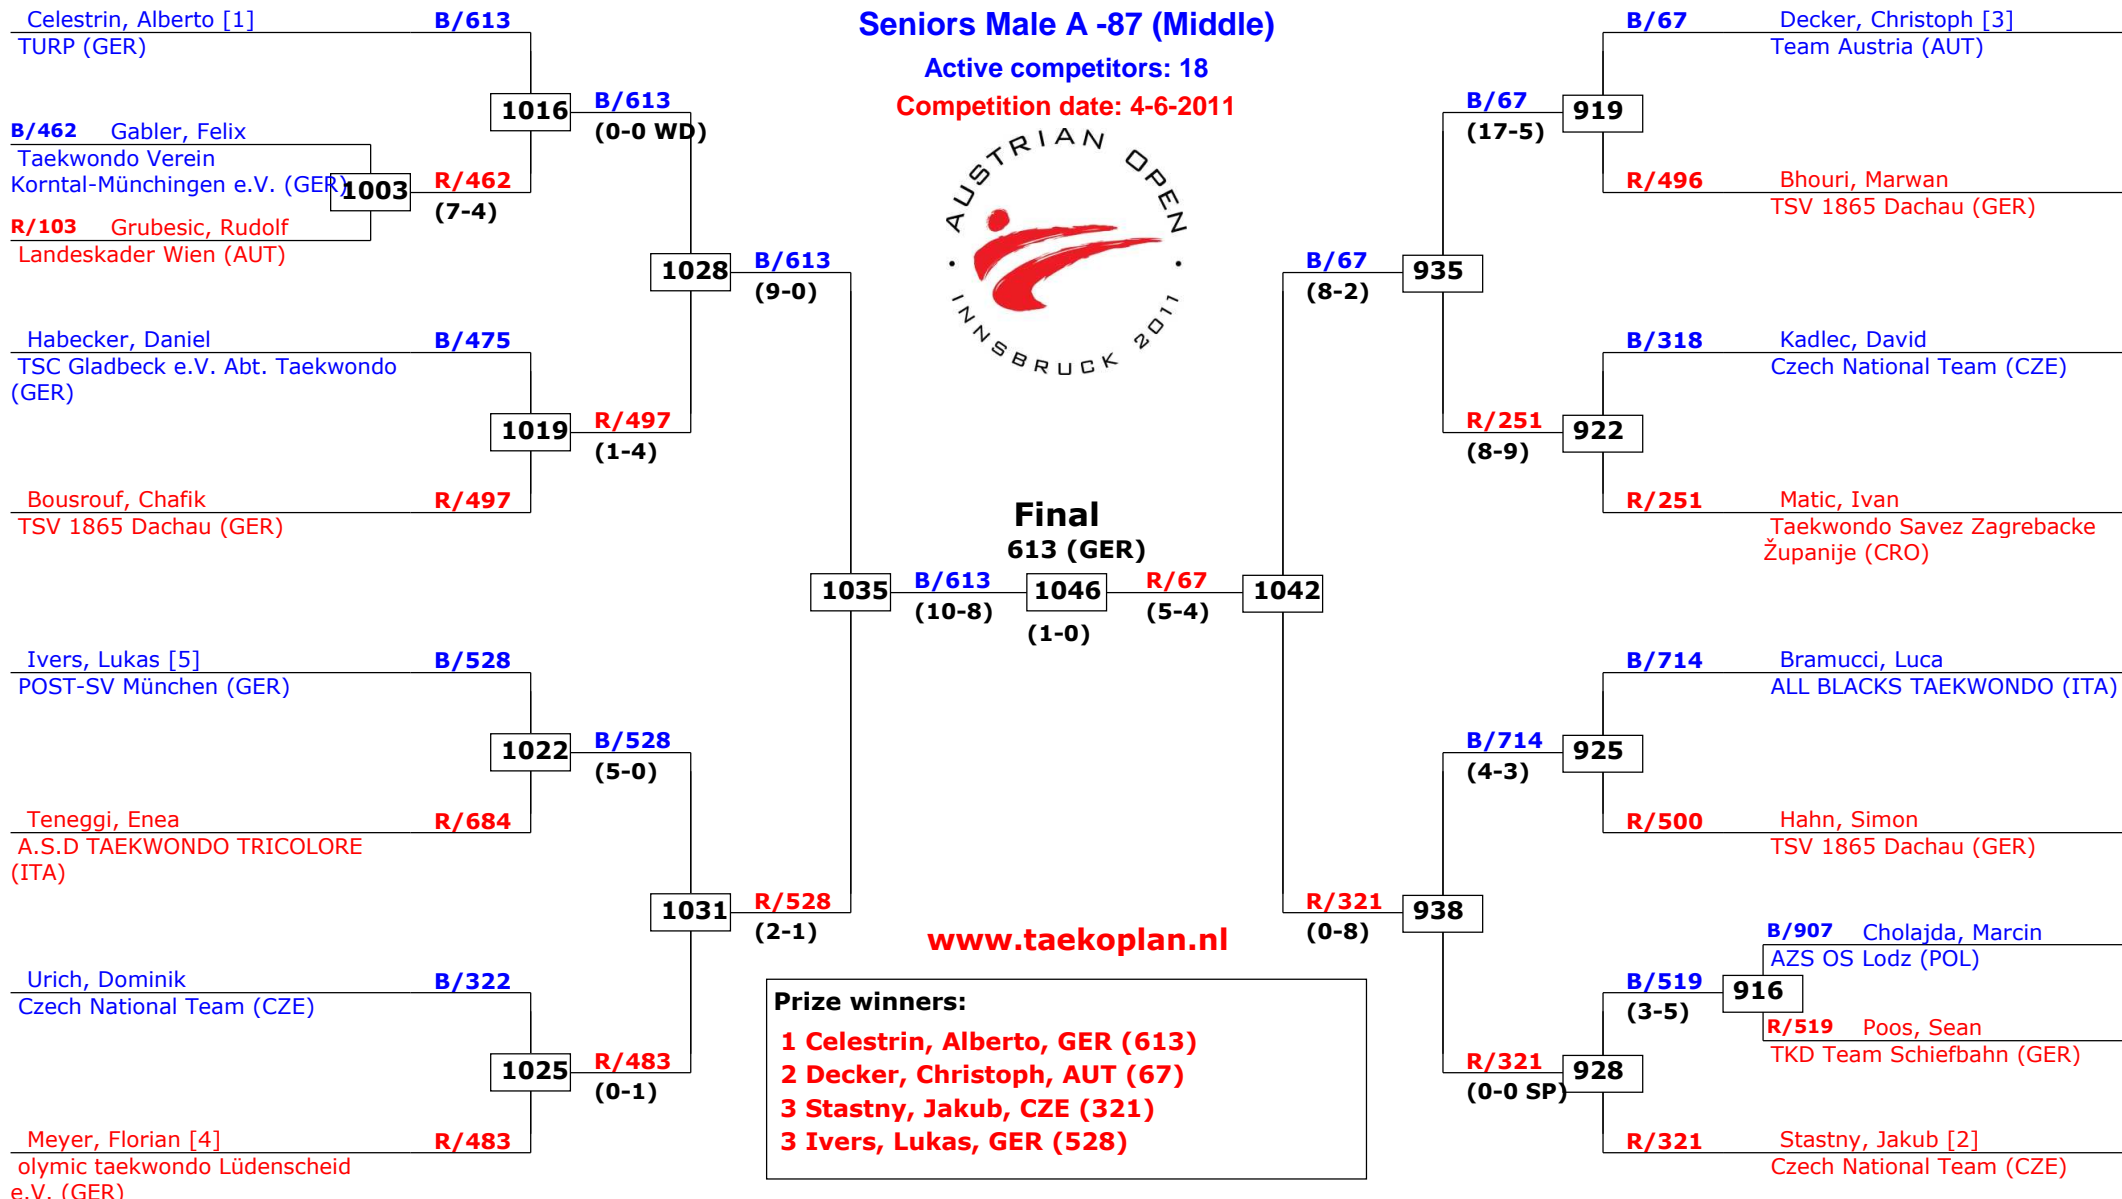 Seniors Male A -87 (Middle)
Active competitors: 18
Competition date: 4-6-2011
AUSTRIAN OPEN
· INNSBRUCK 2011 ·
Celestrin, Alberto [1] B/613
TURP (GER)
1016
B/613
(0-0 WD)
B/462 Gabler, Felix
Taekwondo Verein
Korntal-Münchingen e.V. (GER)
1003
R/462
(7-4)
R/103 Grubesic, Rudolf
Landeskader Wien (AUT)
1028
B/613
(9-0)
Habecker, Daniel B/475
TSC Gladbeck e.V. Abt. Taekwondo
(GER)
1019
R/497
(1-4)
Bousrouf, Chafik R/497
TSV 1865 Dachau (GER)
1035
B/613
(10-8)
Ivers, Lukas [5] B/528
POST-SV München (GER)
1022
B/528
(5-0)
Teneggi, Enea R/684
A.S.D TAEKWONDO TRICOLORE
(ITA)
1031
R/528
(2-1)
Urich, Dominik B/322
Czech National Team (CZE)
1025
R/483
(0-1)
Meyer, Florian [4] R/483
olymic taekwondo Lüdenscheid
e.V. (GER)
Final
613 (GER)
1046
(1-0)
R/67
(5-4)
1042
B/67 Decker, Christoph [3]
Team Austria (AUT)
B/67
(17-5)
919
R/496 Bhouri, Marwan
TSV 1865 Dachau (GER)
B/67
(8-2)
935
B/318 Kadlec, David
Czech National Team (CZE)
R/251
(8-9)
922
R/251 Matic, Ivan
Taekwondo Savez Zagrebacke
Županije (CRO)
B/714 Bramucci, Luca
ALL BLACKS TAEKWONDO (ITA)
B/714
(4-3)
925
R/500 Hahn, Simon
TSV 1865 Dachau (GER)
R/321
(0-8)
938
B/907 Cholajda, Marcin
AZS OS Lodz (POL)
B/519
(3-5)
916
R/519 Poos, Sean
TKD Team Schiefbahn (GER)
R/321
(0-0 SP)
928
R/321 Stastny, Jakub [2]
Czech National Team (CZE)
www.taekoplan.nl
Prize winners:
1 Celestrin, Alberto, GER (613)
2 Decker, Christoph, AUT (67)
3 Stastny, Jakub, CZE (321)
3 Ivers, Lukas, GER (528)